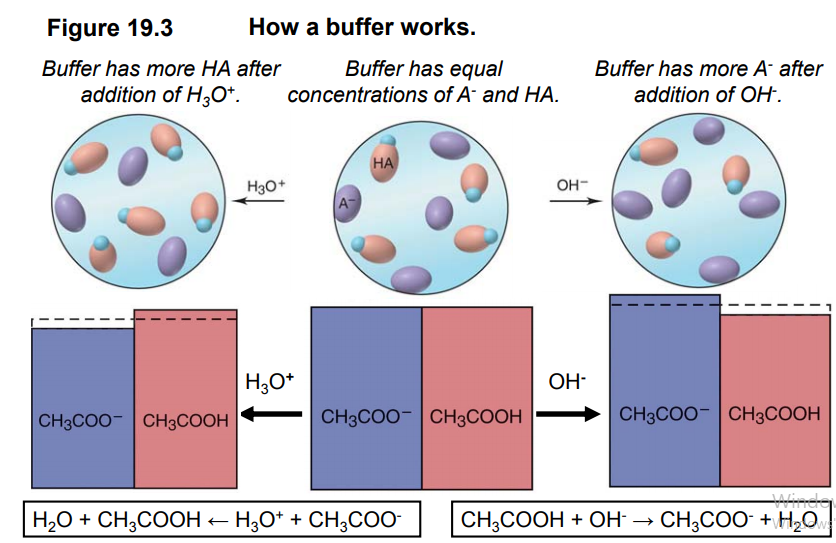 Figure 19.3 How a buffer works.
Buffer has more HA after
addition of H₃O⁺.
Buffer has equal
concentrations of A⁻ and HA.
Buffer has more A⁻ after
addition of OH⁻.
H₃O⁺
HA
A⁻
OH⁻
CH₃COO⁻ CH₃COOH
H₃O⁺
CH₃COO⁻ CH₃COOH
OH⁻
CH₃COO⁻ CH₃COOH
H₂O + CH₃COOH ← H₃O⁺ + CH₃COO⁻
CH₃COOH + OH⁻ → CH₃COO⁻ + H₂O